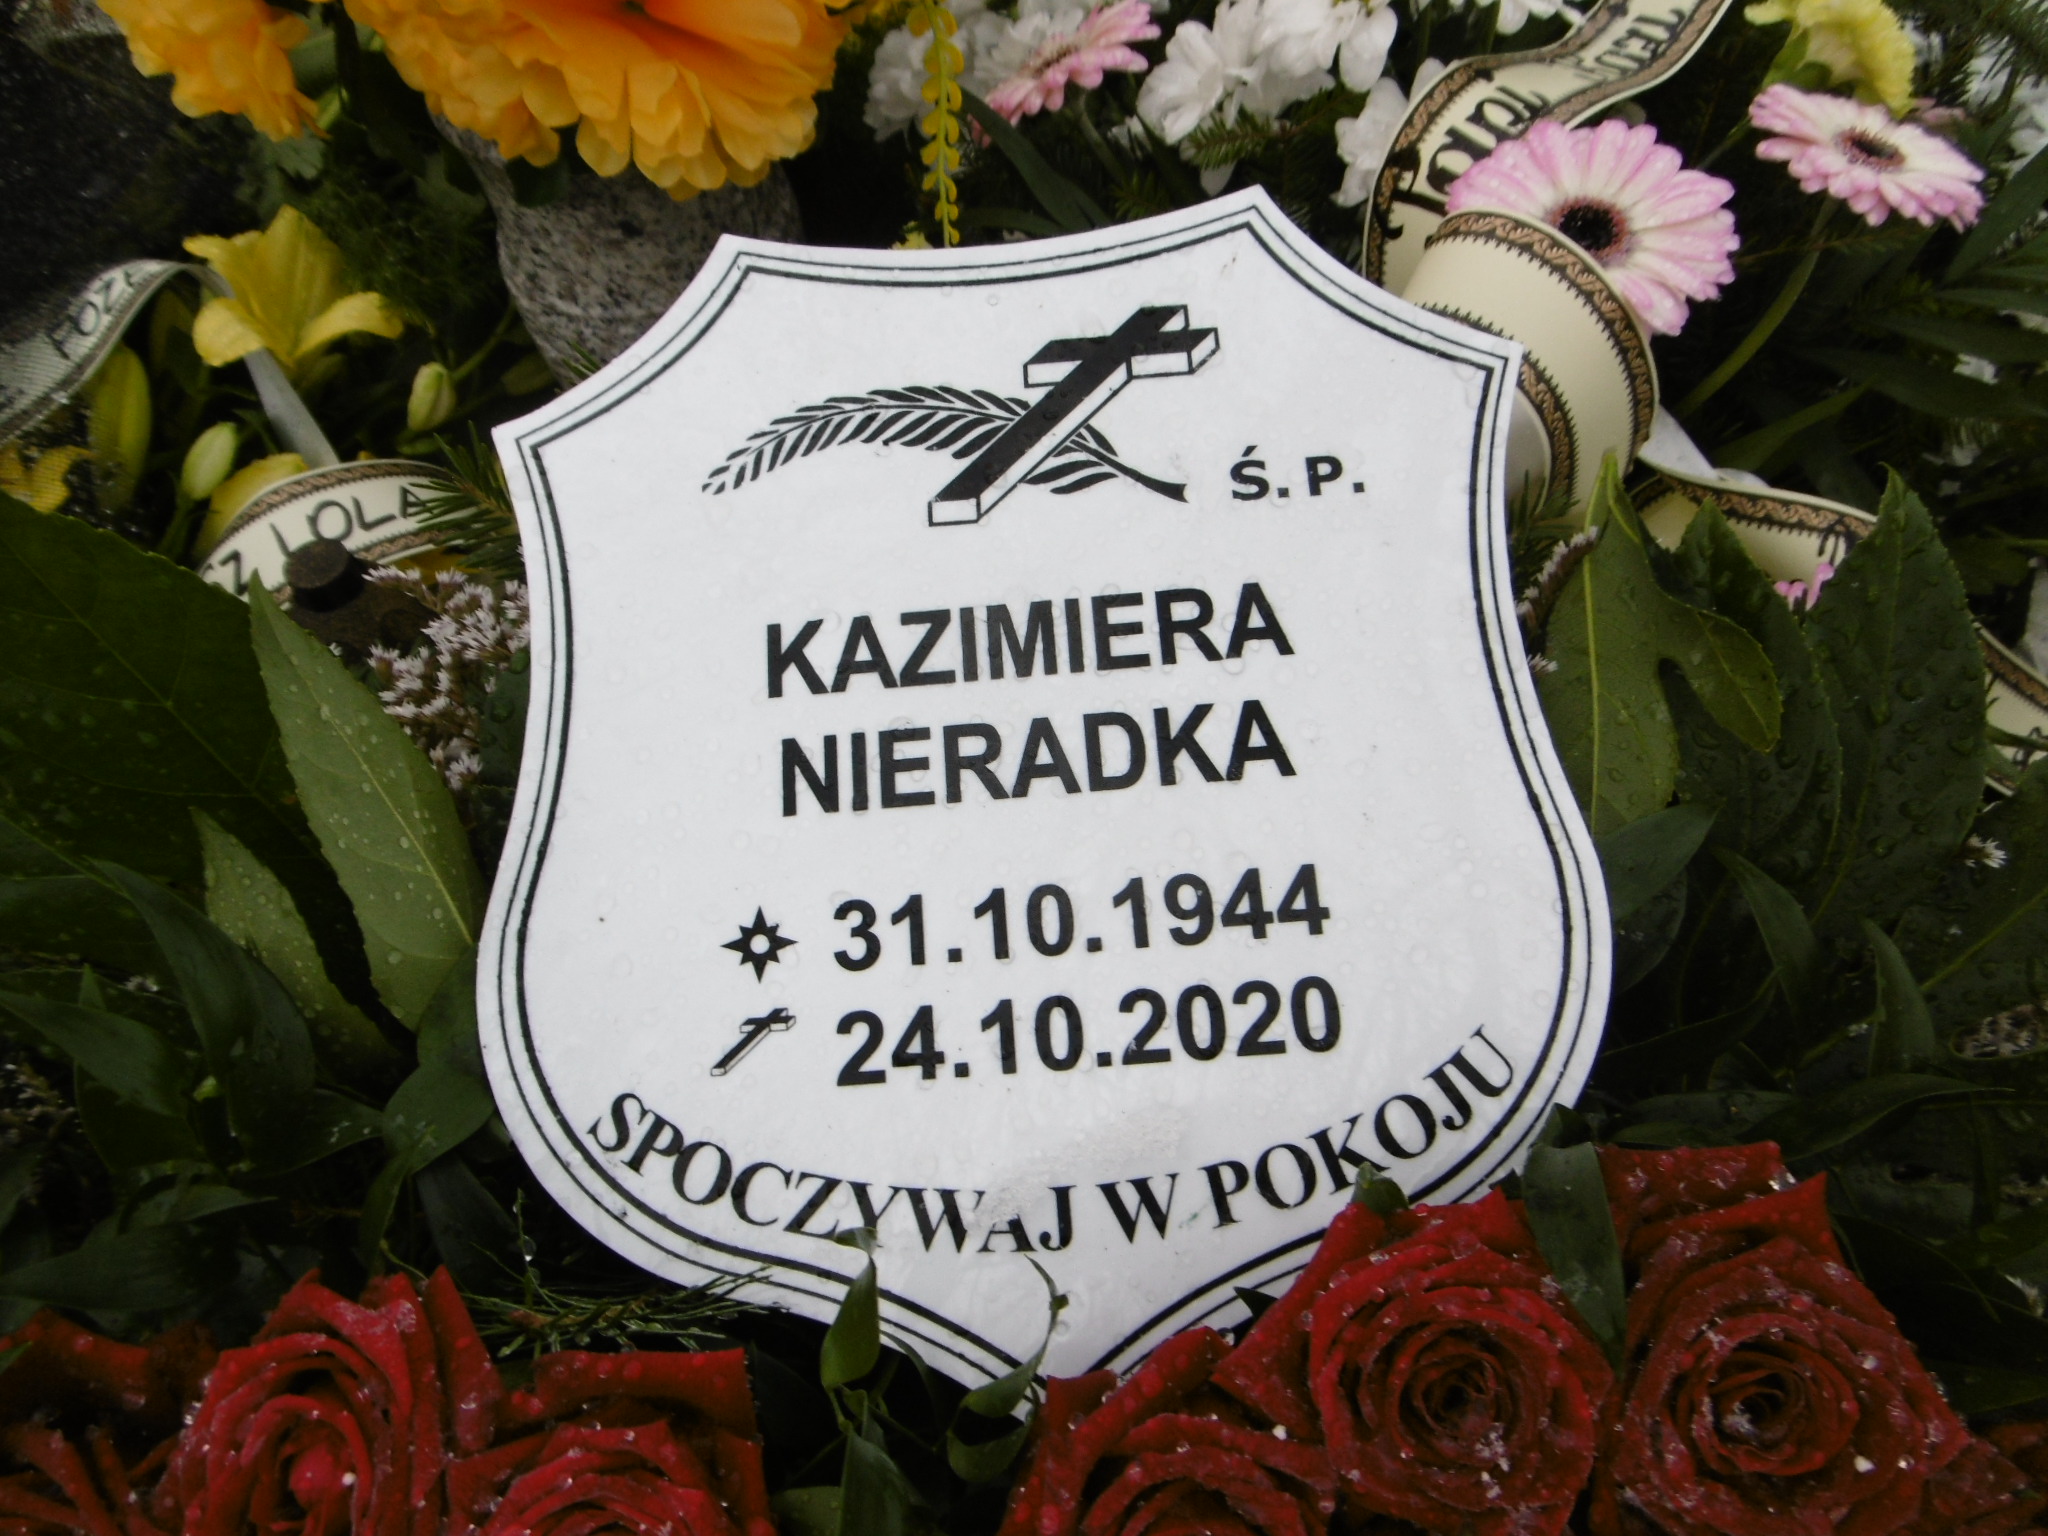 Ś. P.
KAZIMIERA
NIERADKA
31.10.1944
24.10.2020
SPOCZYWAJ W POKOJU